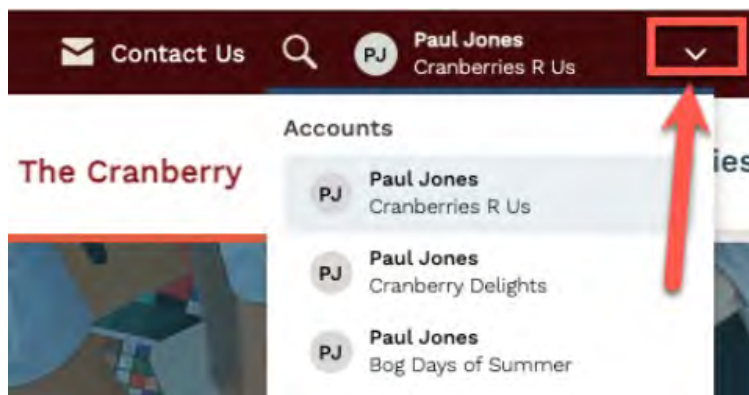 Contact Us
PJ
Paul Jones
Cranberries R Us
Accounts
The Cranberry
ies
PJ
Paul Jones
Cranberries R Us
PJ
Paul Jones
Cranberry Delights
PJ
Paul Jones
Bog Days of Summer